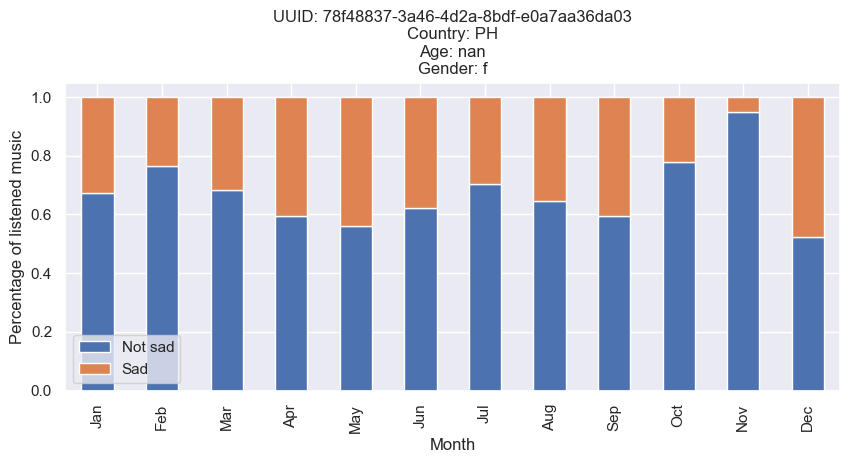 UUID: 78f48837-3a46-4d2a-8bdf-e0a7aa36da03
Country: PH
Age: nan
Gender: f
Percentage of listened music
1.0
0.8
0.6
0.4
0.2
0.0
Not sad
Sad
Jan
Feb
Mar
Apr
May
Jun
Jul
Aug
Sep
Oct
Nov
Dec
Month